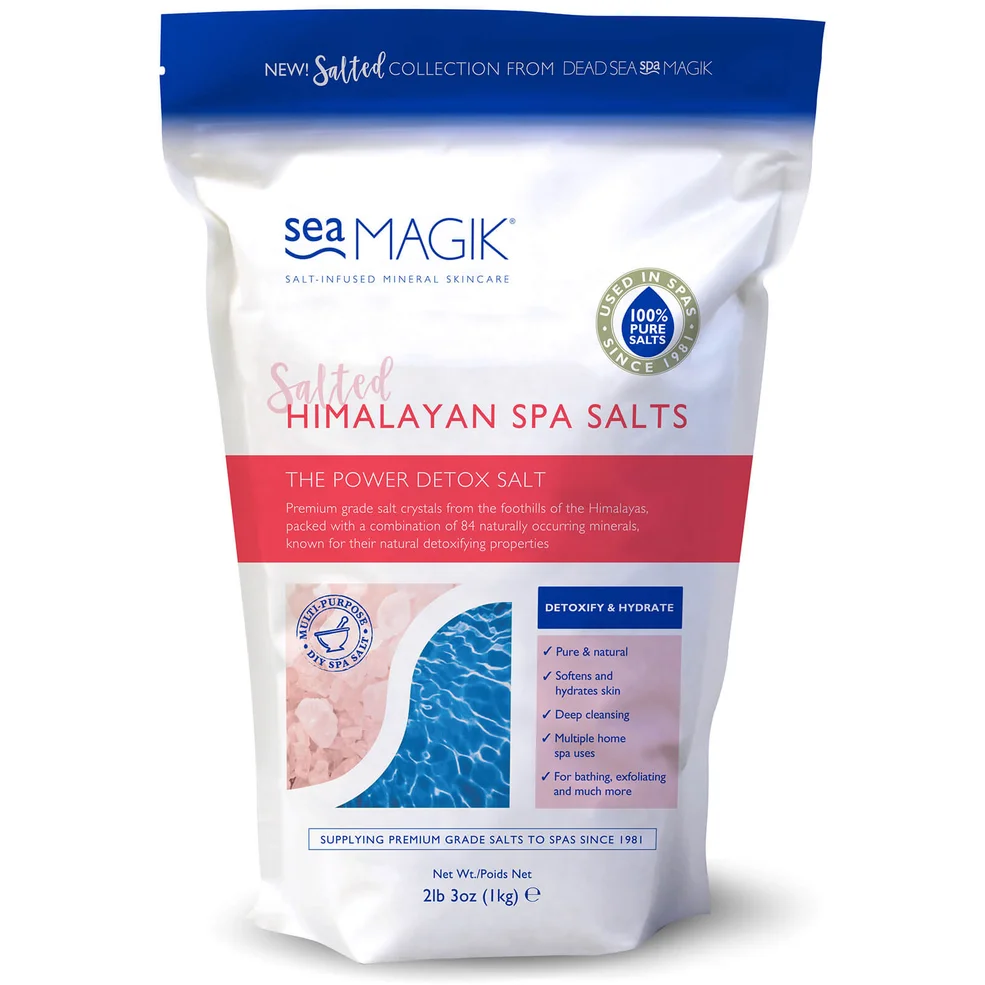 NEW! Salted COLLECTION FROM DEAD SEA spa MAGIK
sea MAGIK®
SALT-INFUSED MINERAL SKINCARE
USED IN SPAS
100%
PURE
SALTS
SINCE 1981
Salted
HIMALAYAN SPA SALTS
THE POWER DETOX SALT
Premium grade salt crystals from the foothills of the Himalayas,
packed with a combination of 84 naturally occurring minerals,
known for their natural detoxifying properties
MULTI-PURPOSE
DIY SPA SALT
DETOXIFY & HYDRATE
✓ Pure & natural
✓ Softens and
hydrates skin
✓ Deep cleansing
✓ Multiple home
spa uses
✓ For bathing, exfoliating
and much more
SUPPLYING PREMIUM GRADE SALTS TO SPAS SINCE 1981
Net Wt./Poids Net
2lb 3oz (1kg) ℮